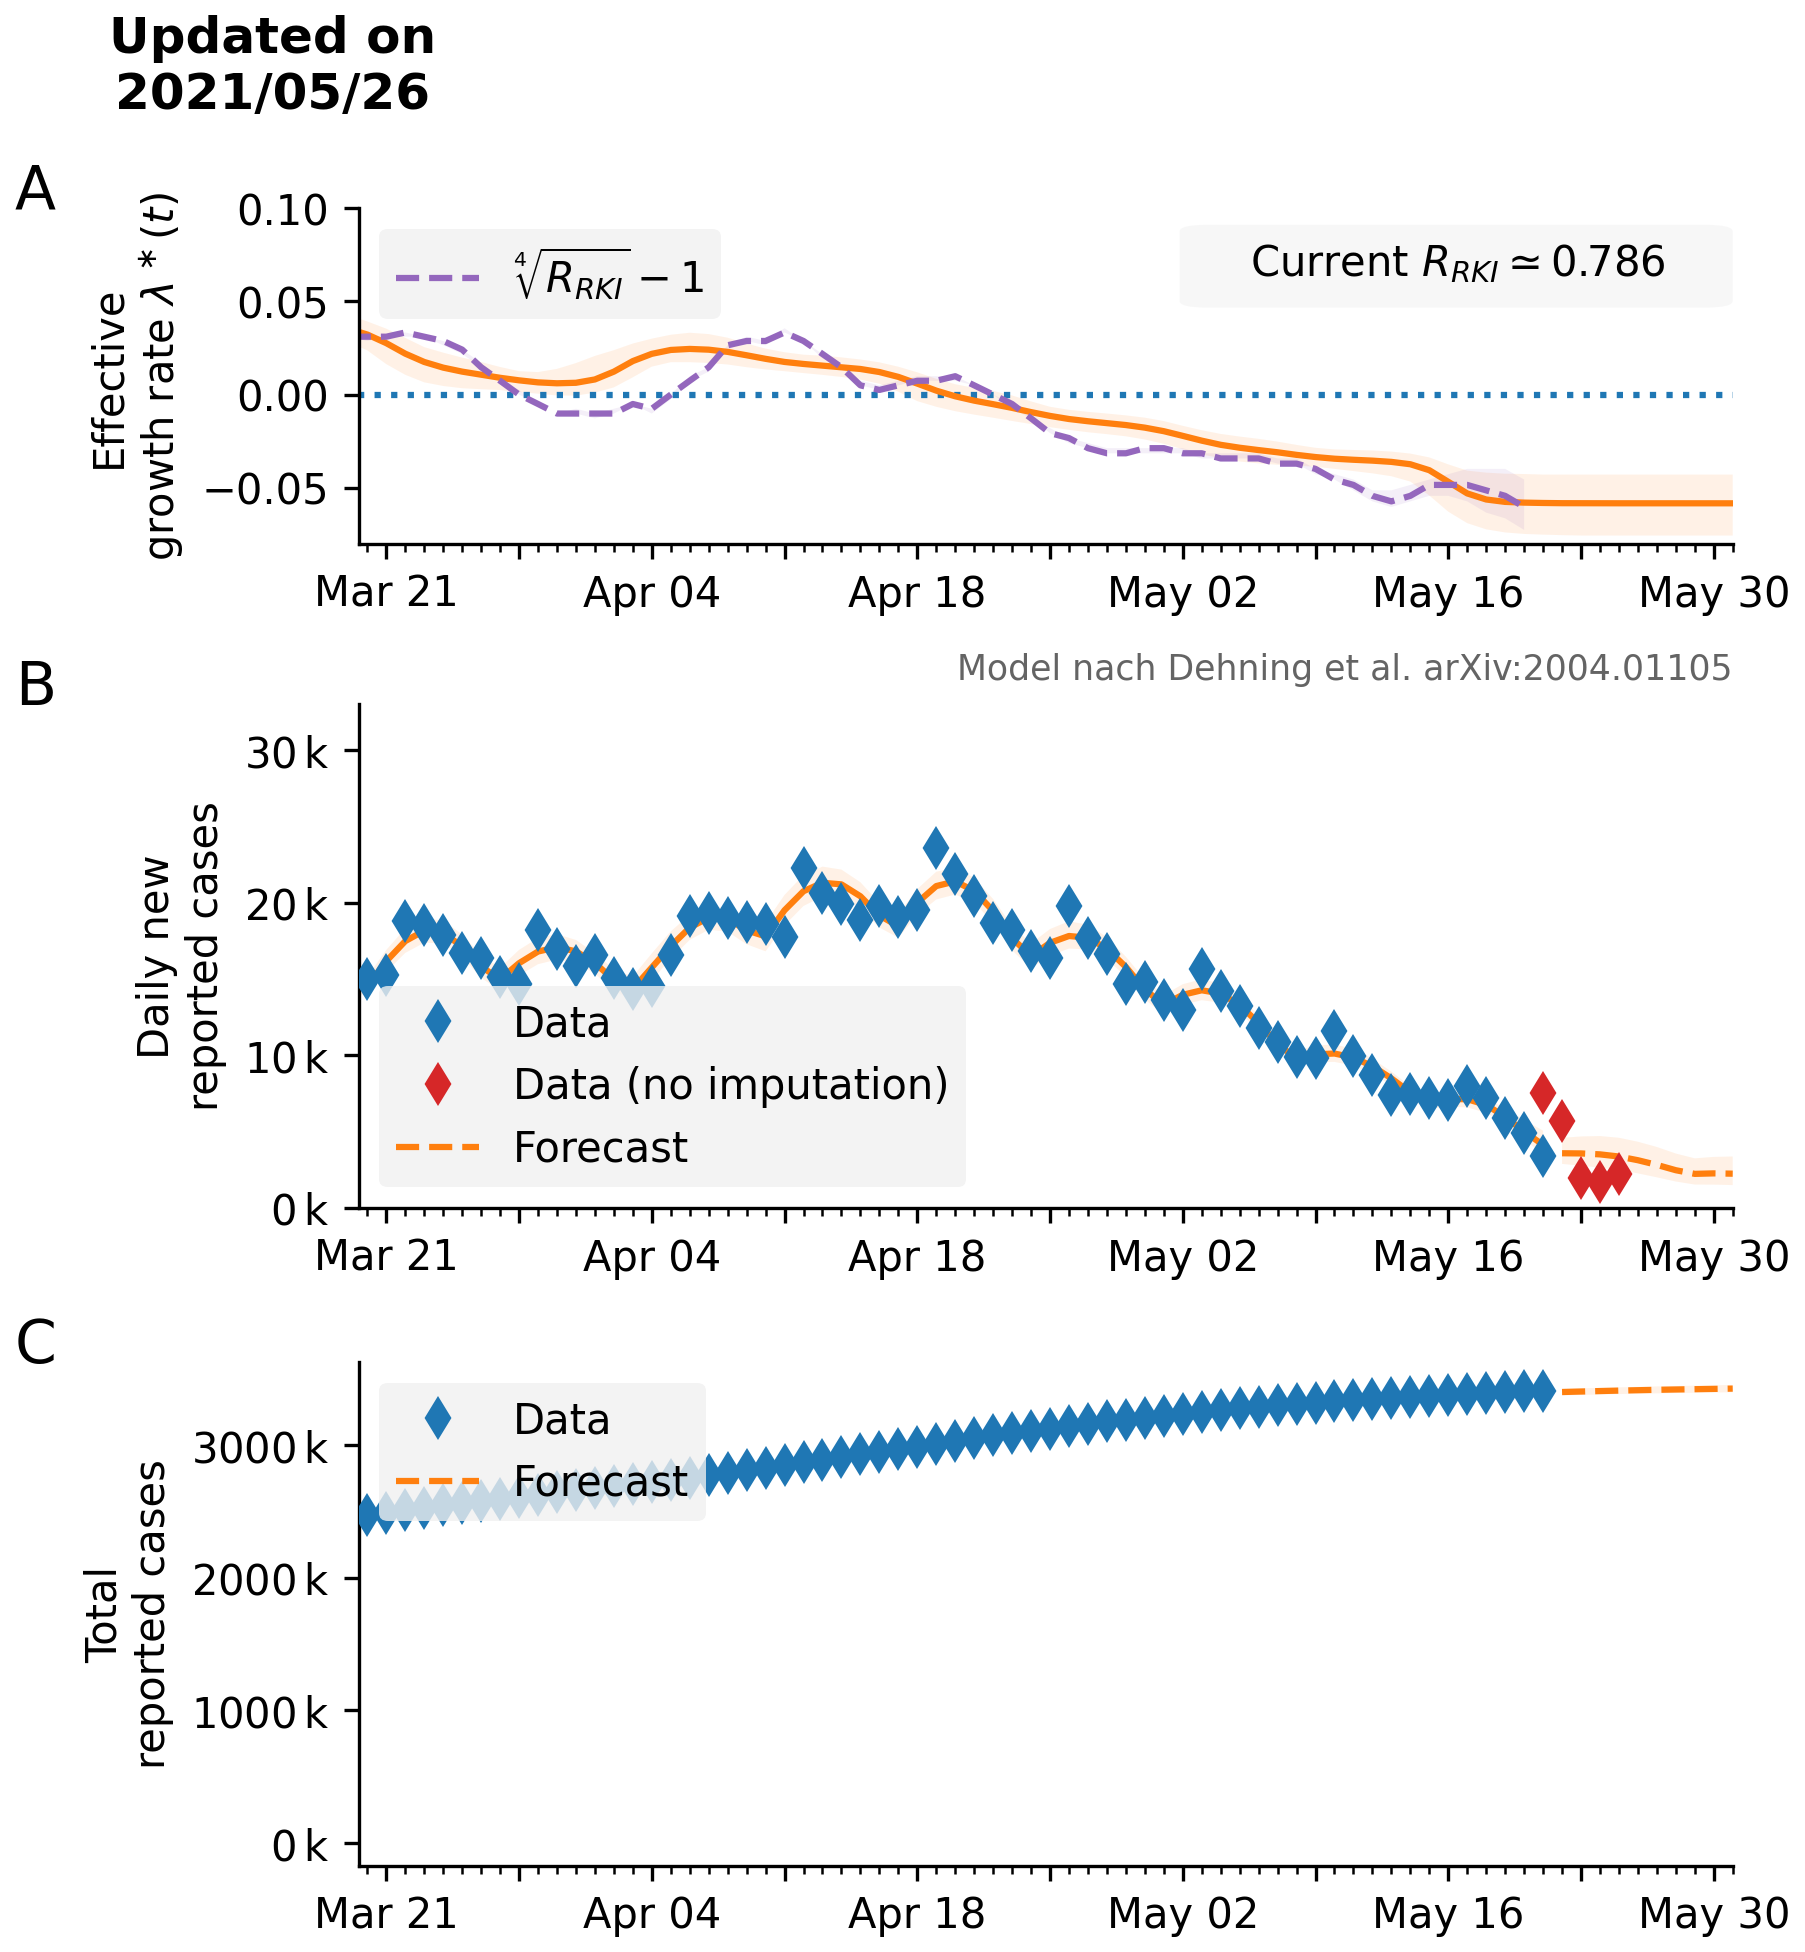 Updated on
2021/05/26
A
Effective
growth rate λ * (t)
0.10
0.05
0.00
−0.05
∜R_RKI − 1
Current R_RKI ≃ 0.786
Mar 21 Apr 04 Apr 18 May 02 May 16 May 30
Model nach Dehning et al. arXiv:2004.01105
B
Daily new
reported cases
30 k
20 k
10 k
0 k
Data
Data (no imputation)
Forecast
Mar 21 Apr 04 Apr 18 May 02 May 16 May 30
C
Total
reported cases
3000 k
2000 k
1000 k
0 k
Data
Forecast
Mar 21 Apr 04 Apr 18 May 02 May 16 May 30